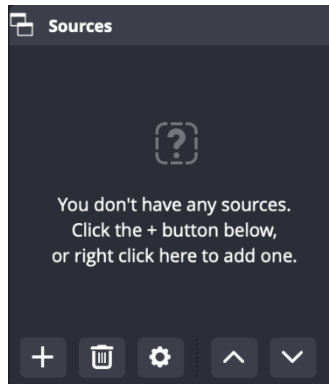 Sources
You don't have any sources.
Click the + button below,
or right click here to add one.